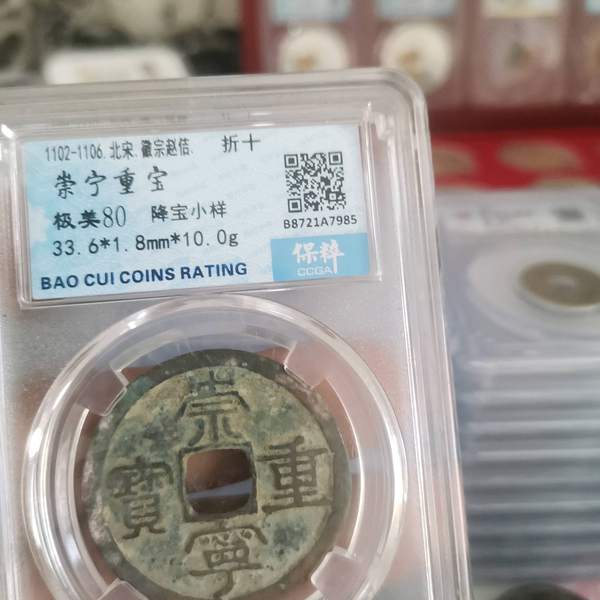 1102-1106.北宋.徽宗赵佶. 折十
崇宁重宝
极美80 降宝小样
33.6*1.8mm*10.0g
BAO CUI COINS RATING
B8721A7985
保粹
CCGA
崇
寶 重
寧